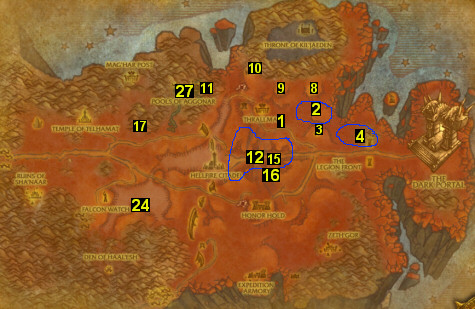 THRONE OF KIL'JAEDEN
10
MAG'HAR POST
27 11 9 8
POOLS OF AGGONAR
2
THRALLMAR
1
17
TEMPLE OF TELHAMAT
3
4
12 15
THE LEGION FRONT
RUINS OF SHA'NAAR
HELLFIRE CITADEL
16
THE DARK PORTAL
24
FALCON WATCH
HONOR HOLD
ZETH'GOR
DEN OF HAAL'ESH
EXPEDITION ARMORY